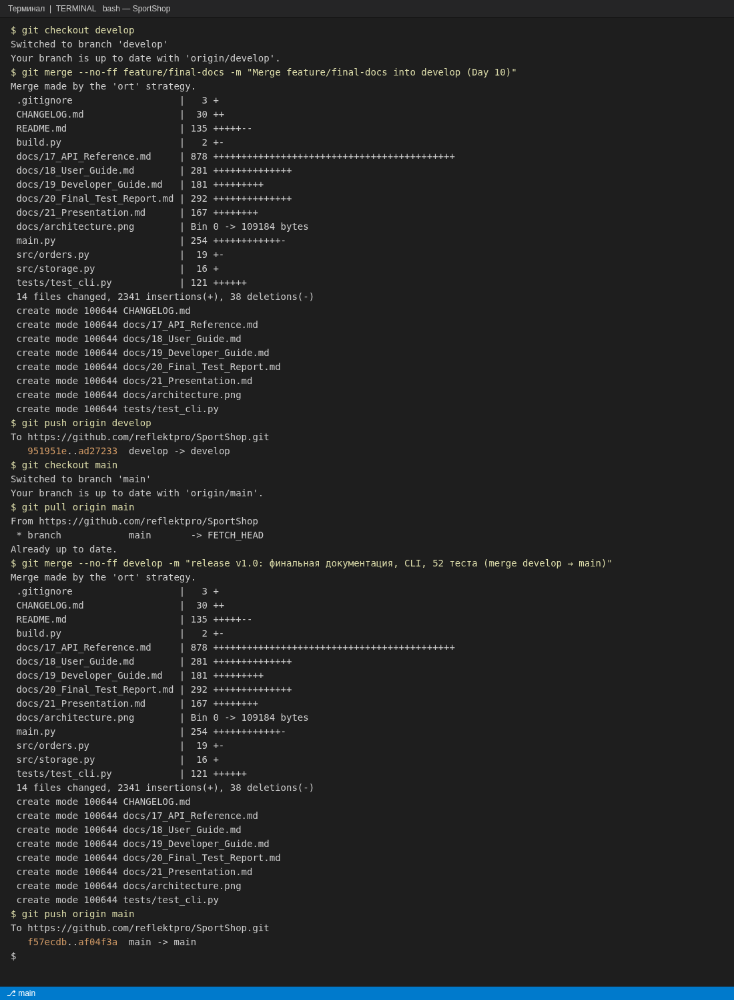 Терминал | TERMINAL bash — SportShop
$ git checkout develop
Switched to branch 'develop'
Your branch is up to date with 'origin/develop'.
$ git merge --no-ff feature/final-docs -m "Merge feature/final-docs into develop (Day 10)"
Merge made by the 'ort' strategy.
 .gitignore                   |   3 +
 CHANGELOG.md                 |  30 ++
 README.md                    | 135 +++++--
 build.py                     |   2 +-
 docs/17_API_Reference.md     | 878 +++++++++++++++++++++++++++++++++++++++++++
 docs/18_User_Guide.md        | 281 ++++++++++++++
 docs/19_Developer_Guide.md   | 181 +++++++++
 docs/20_Final_Test_Report.md | 292 ++++++++++++++
 docs/21_Presentation.md      | 167 ++++++++
 docs/architecture.png        | Bin 0 -> 109184 bytes
 main.py                      | 254 ++++++++++++-
 src/orders.py                |  19 +-
 src/storage.py               |  16 +
 tests/test_cli.py            | 121 ++++++
 14 files changed, 2341 insertions(+), 38 deletions(-)
 create mode 100644 CHANGELOG.md
 create mode 100644 docs/17_API_Reference.md
 create mode 100644 docs/18_User_Guide.md
 create mode 100644 docs/19_Developer_Guide.md
 create mode 100644 docs/20_Final_Test_Report.md
 create mode 100644 docs/21_Presentation.md
 create mode 100644 docs/architecture.png
 create mode 100644 tests/test_cli.py
$ git push origin develop
To https://github.com/reflektpro/SportShop.git
   951951e..ad27233  develop -> develop
$ git checkout main
Switched to branch 'main'
Your branch is up to date with 'origin/main'.
$ git pull origin main
From https://github.com/reflektpro/SportShop
 * branch            main       -> FETCH_HEAD
Already up to date.
$ git merge --no-ff develop -m "release v1.0: финальная документация, CLI, 52 теста (merge develop → main)"
Merge made by the 'ort' strategy.
 .gitignore                   |   3 +
 CHANGELOG.md                 |  30 ++
 README.md                    | 135 +++++--
 build.py                     |   2 +-
 docs/17_API_Reference.md     | 878 +++++++++++++++++++++++++++++++++++++++++++
 docs/18_User_Guide.md        | 281 ++++++++++++++
 docs/19_Developer_Guide.md   | 181 +++++++++
 docs/20_Final_Test_Report.md | 292 ++++++++++++++
 docs/21_Presentation.md      | 167 ++++++++
 docs/architecture.png        | Bin 0 -> 109184 bytes
 main.py                      | 254 ++++++++++++-
 src/orders.py                |  19 +-
 src/storage.py               |  16 +
 tests/test_cli.py            | 121 ++++++
 14 files changed, 2341 insertions(+), 38 deletions(-)
 create mode 100644 CHANGELOG.md
 create mode 100644 docs/17_API_Reference.md
 create mode 100644 docs/18_User_Guide.md
 create mode 100644 docs/19_Developer_Guide.md
 create mode 100644 docs/20_Final_Test_Report.md
 create mode 100644 docs/21_Presentation.md
 create mode 100644 docs/architecture.png
 create mode 100644 tests/test_cli.py
$ git push origin main
To https://github.com/reflektpro/SportShop.git
   f57ecdb..af04f3a  main -> main
$
⎇ main